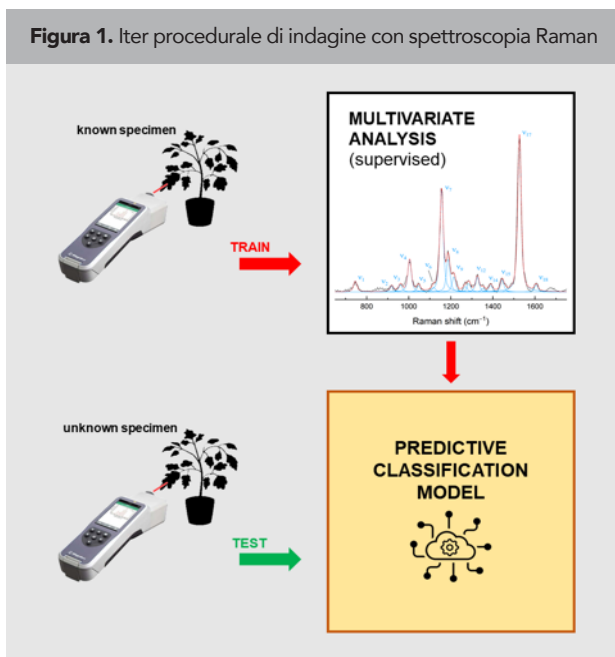 Figura 1. Iter procedurale di indagine con spettroscopia Raman
known specimen
TRAIN
MULTIVARIATE
ANALYSIS
(supervised)
800 1000 1200 1400 1600
Raman shift (cm⁻¹)
unknown specimen
TEST
PREDICTIVE
CLASSIFICATION
MODEL